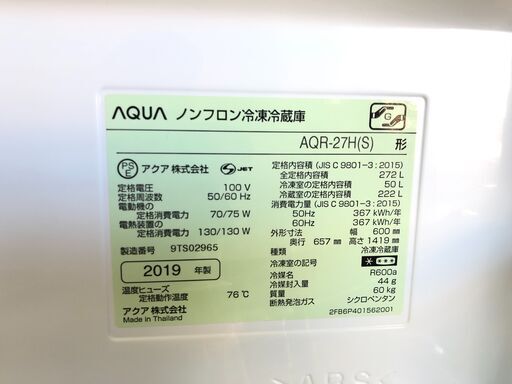 AQUA ノンフロン冷凍冷蔵庫
G
AQR-27H(S) 形
PS E アクア株式会社 S-JET
定格電圧 100 V
定格周波数 50/60 Hz
電動機の
定格消費電力 70/75 W
電熱装置の
定格消費電力 130/130 W
製造番号 9TS02965
2019 年製
温度ヒューズ
定格動作温度 76℃
アクア 株式会社
Made in Thailand
定格内容積 (JIS C 9801-3 : 2015)
全定格内容積 272 L
冷凍室の定格内容積 50 L
冷蔵室の定格内容積 222 L
消費電力量 (JIS C 9801-3 : 2015)
50Hz 367 kWh/年
60Hz 367 kWh/年
外形寸法 幅 600 mm
奥行 657 mm 高さ 1419 mm
種類 冷凍冷蔵庫
冷凍室の記号
冷媒名 R600a
冷媒封入量 44 g
質量 60 kg
断熱発泡ガス シクロペンタン
2FB6P401562001
>ABS<